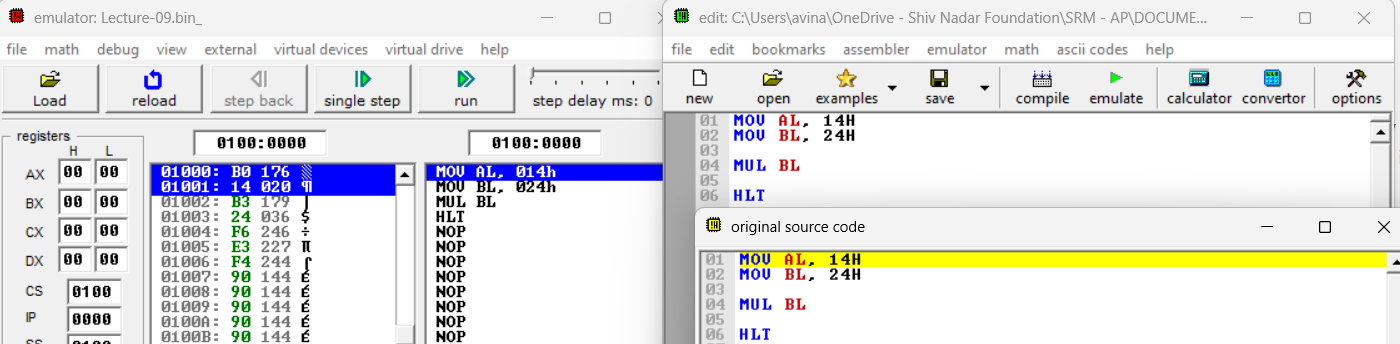 emulator: Lecture-09.bin_
file math debug view external virtual devices virtual drive help
Load reload step back single step run step delay ms: 0
registers
H L
AX 00 00
BX 00 00
CX 00 00
DX 00 00
CS 0100
IP 0000
0100:0000
01000: B0 176 ▒
01001: 14 020 ¶
01002: B3 179 │
01003: 24 036 $
01004: F6 246 ÷
01005: E3 227 π
01006: F4 244 ⌠
01007: 90 144 É
01008: 90 144 É
01009: 90 144 É
0100A: 90 144 É
0100B: 90 144 É
0100:0000
MOV AL, 014h
MOV BL, 024h
MUL BL
HLT
NOP
NOP
NOP
NOP
NOP
NOP
NOP
NOP
edit: C:\Users\avina\OneDrive - Shiv Nadar Foundation\SRM - AP\DOCUME...
file edit bookmarks assembler emulator math ascii codes help
new open examples save compile emulate calculator convertor options
01 MOV AL, 14H
02 MOV BL, 24H
03
04 MUL BL
05
06 HLT
original source code
01 MOV AL, 14H
02 MOV BL, 24H
03
04 MUL BL
05
06 HLT